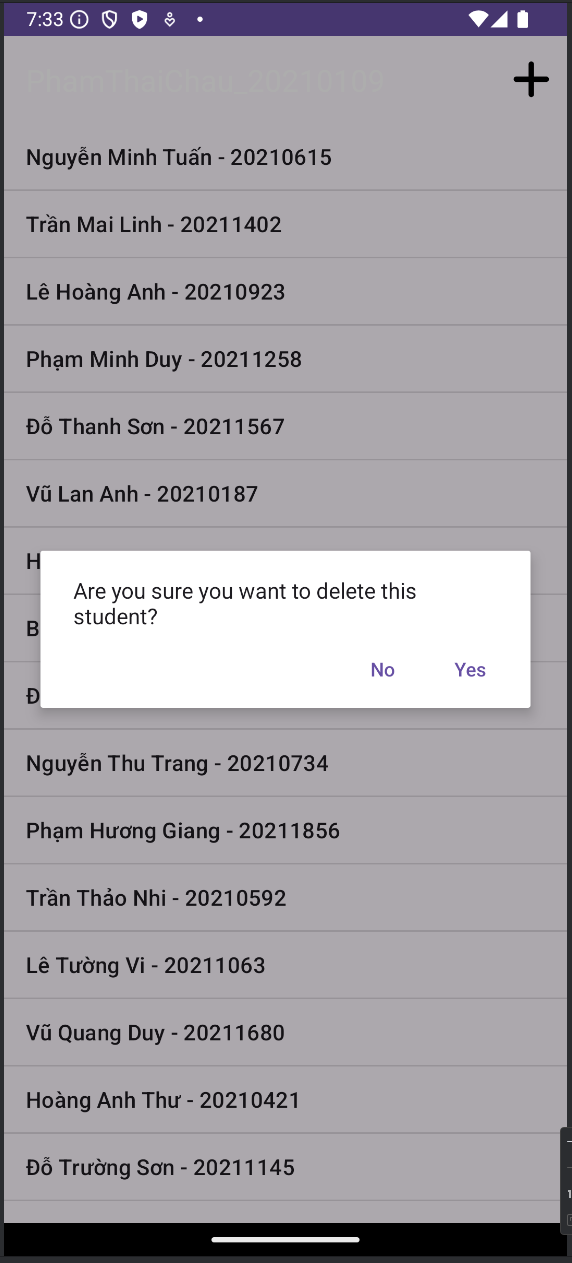 7:33
PhamThaiChau_20210109
Nguyễn Minh Tuấn - 20210615
Trần Mai Linh - 20211402
Lê Hoàng Anh - 20210923
Phạm Minh Duy - 20211258
Đỗ Thanh Sơn - 20211567
Vũ Lan Anh - 20210187
H
Are you sure you want to delete this
student?
B
No Yes
Đ
Nguyễn Thu Trang - 20210734
Phạm Hương Giang - 20211856
Trần Thảo Nhi - 20210592
Lê Tường Vi - 20211063
Vũ Quang Duy - 20211680
Hoàng Anh Thư - 20210421
Đỗ Trường Sơn - 20211145